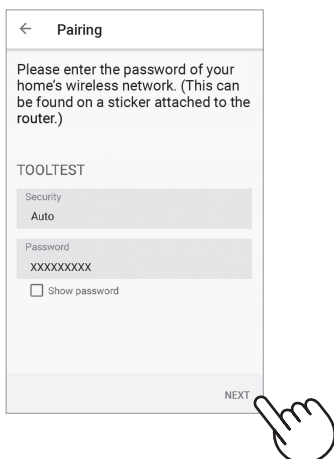 Pairing
Please enter the password of your
home's wireless network. (This can
be found on a sticker attached to the
router.)
TOOLTEST
Security
Auto
Password
XXXXXXXXX
Show password
NEXT